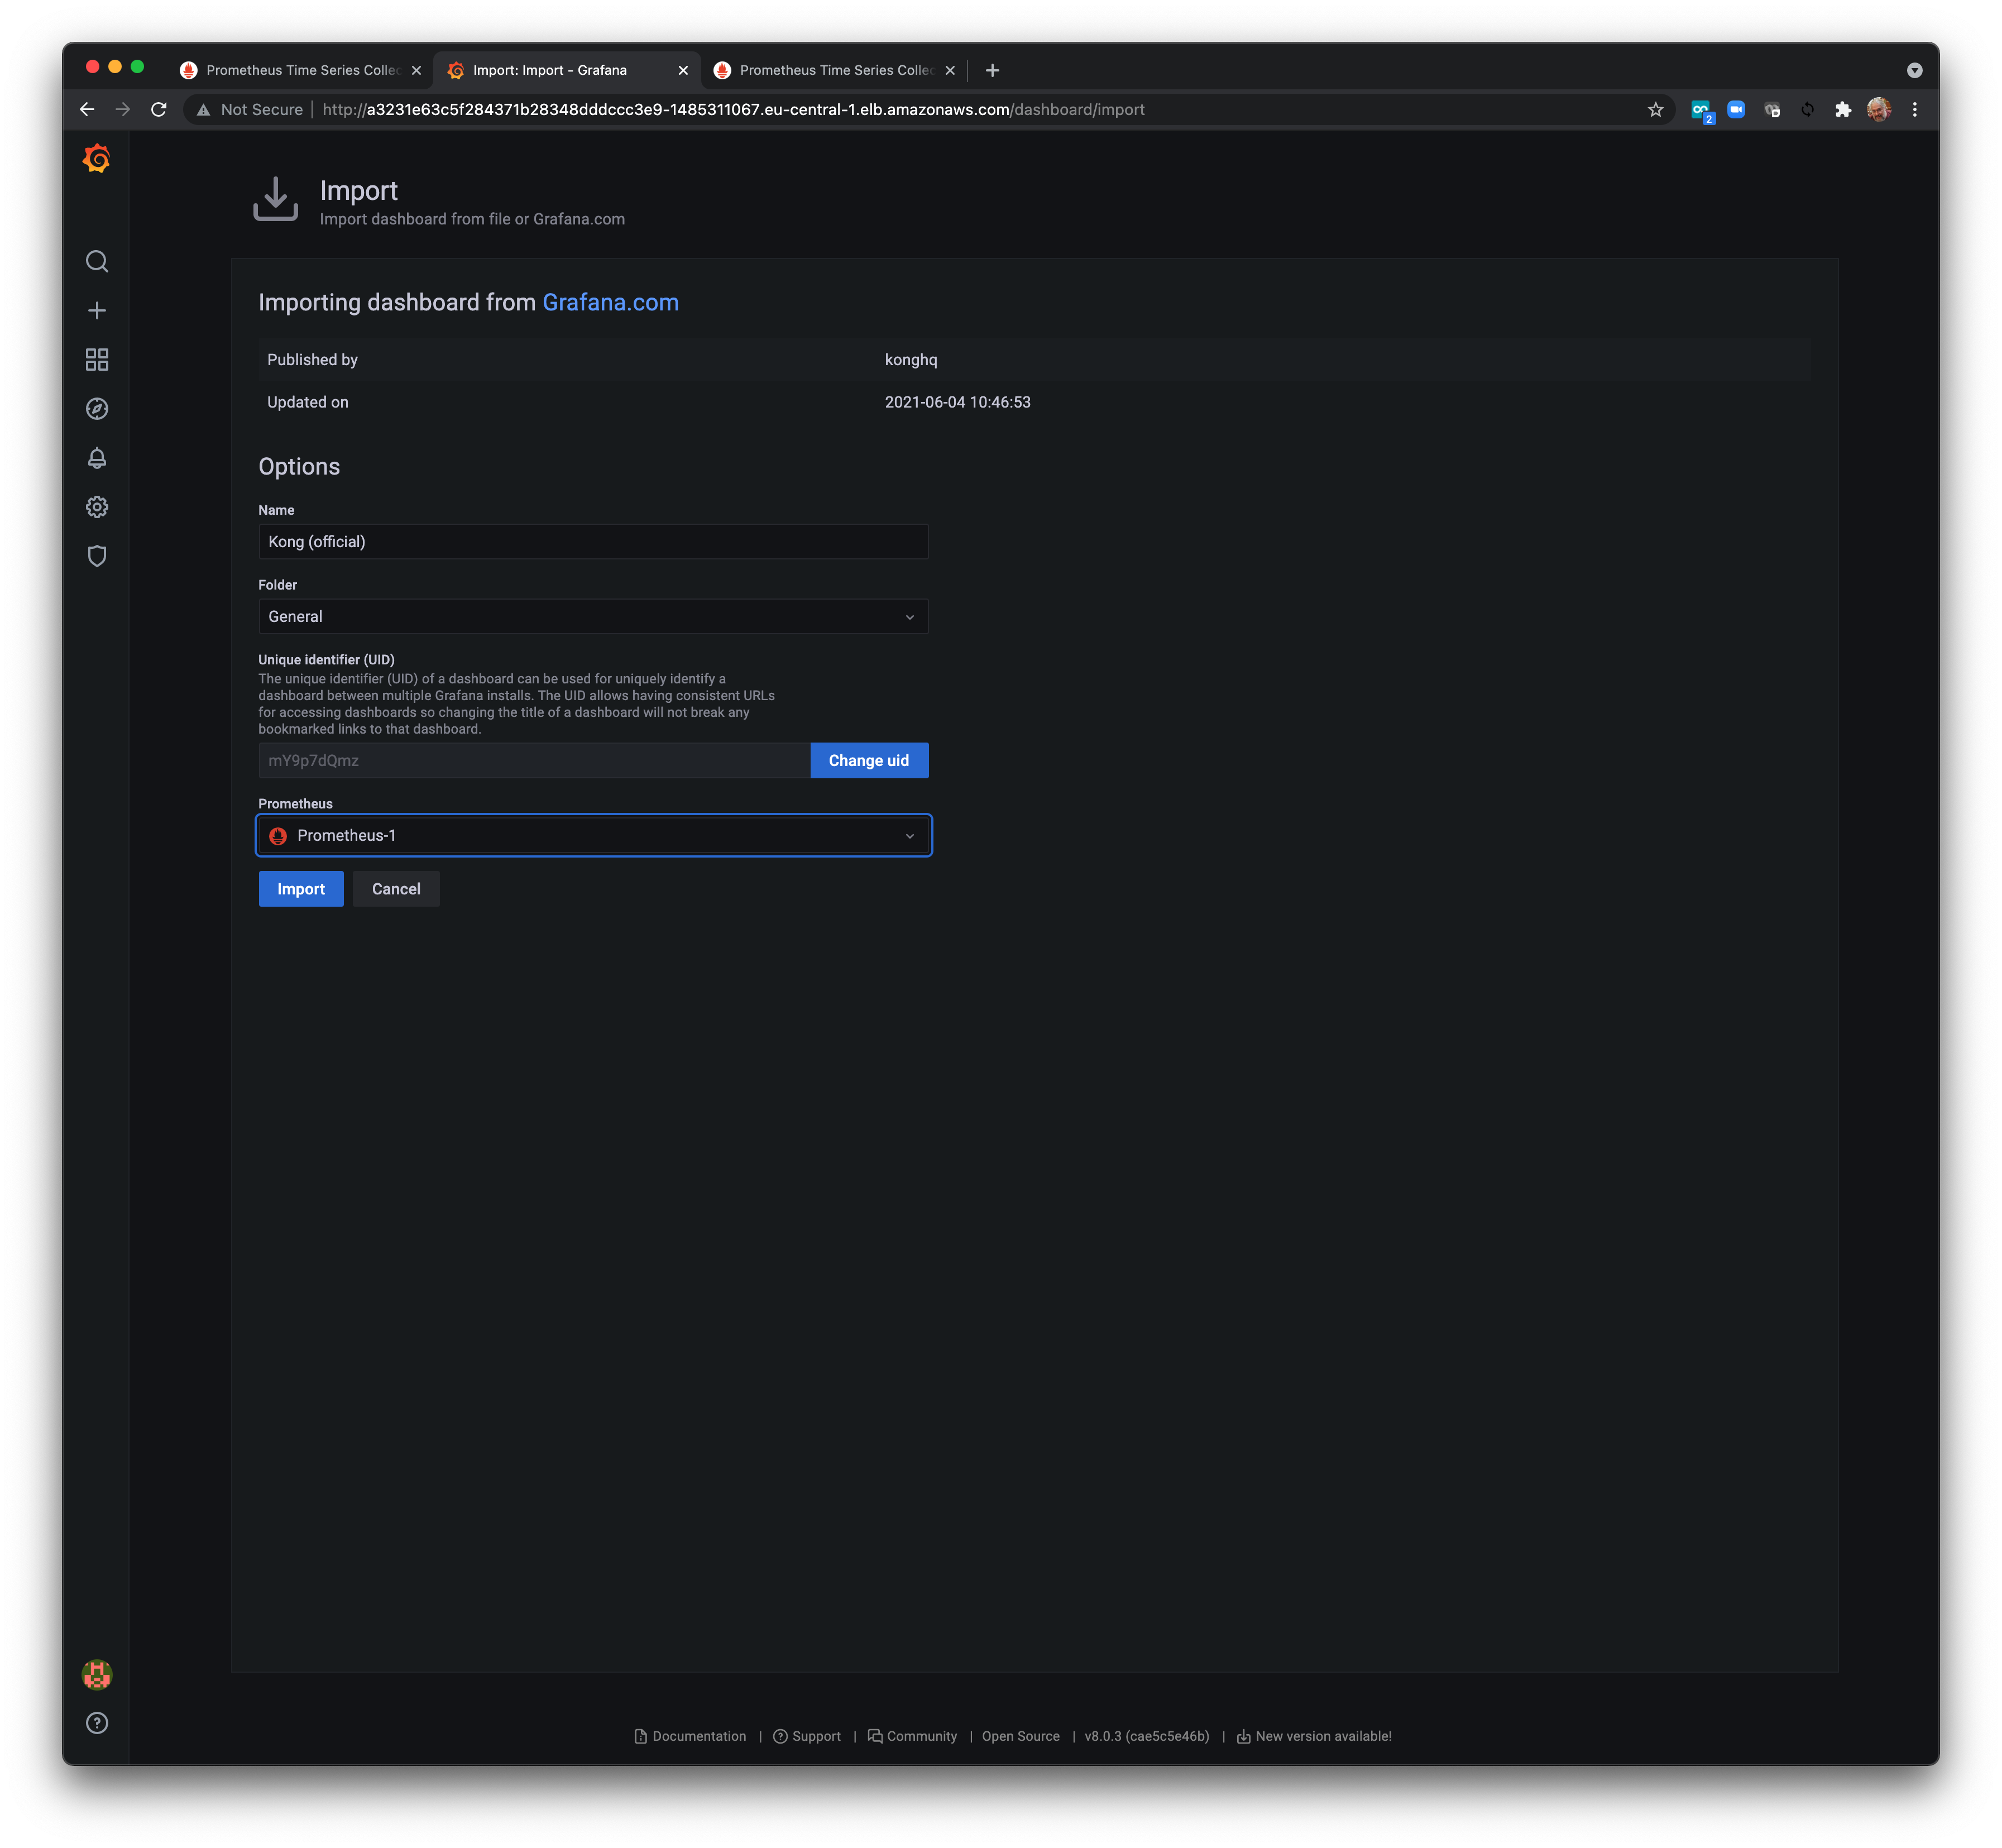 Prometheus Time Series Collec
Import: Import - Grafana
Prometheus Time Series Collec
Not Secure | http://a3231e63c5f284371b28348dddccc3e9-1485311067.eu-central-1.elb.amazonaws.com/dashboard/import
2
Import
Import dashboard from file or Grafana.com
Importing dashboard from Grafana.com
Published by konghq
Updated on 2021-06-04 10:46:53
Options
Name
Kong (official)
Folder
General
Unique identifier (UID)
The unique identifier (UID) of a dashboard can be used for uniquely identify a
dashboard between multiple Grafana installs. The UID allows having consistent URLs
for accessing dashboards so changing the title of a dashboard will not break any
bookmarked links to that dashboard.
mY9p7dQmz Change uid
Prometheus
Prometheus-1
Import Cancel
Documentation | Support | Community | Open Source | v8.0.3 (cae5c5e46b) | New version available!